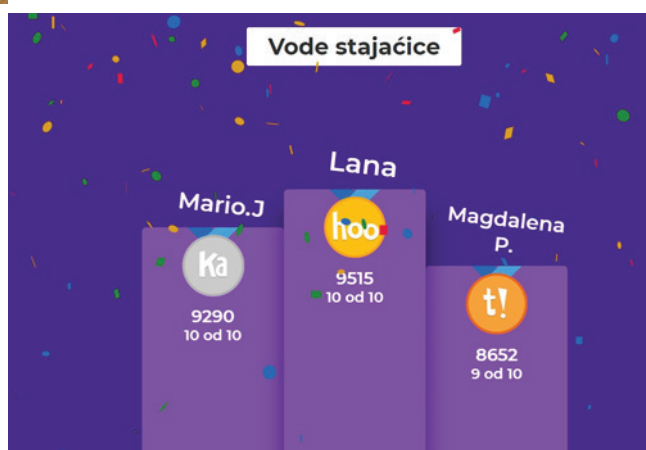 Vode stajaćice
Lana
hoo
9515
10 od 10
Mario.J
Ka
9290
10 od 10
Magdalena
P.
t!
8652
9 od 10